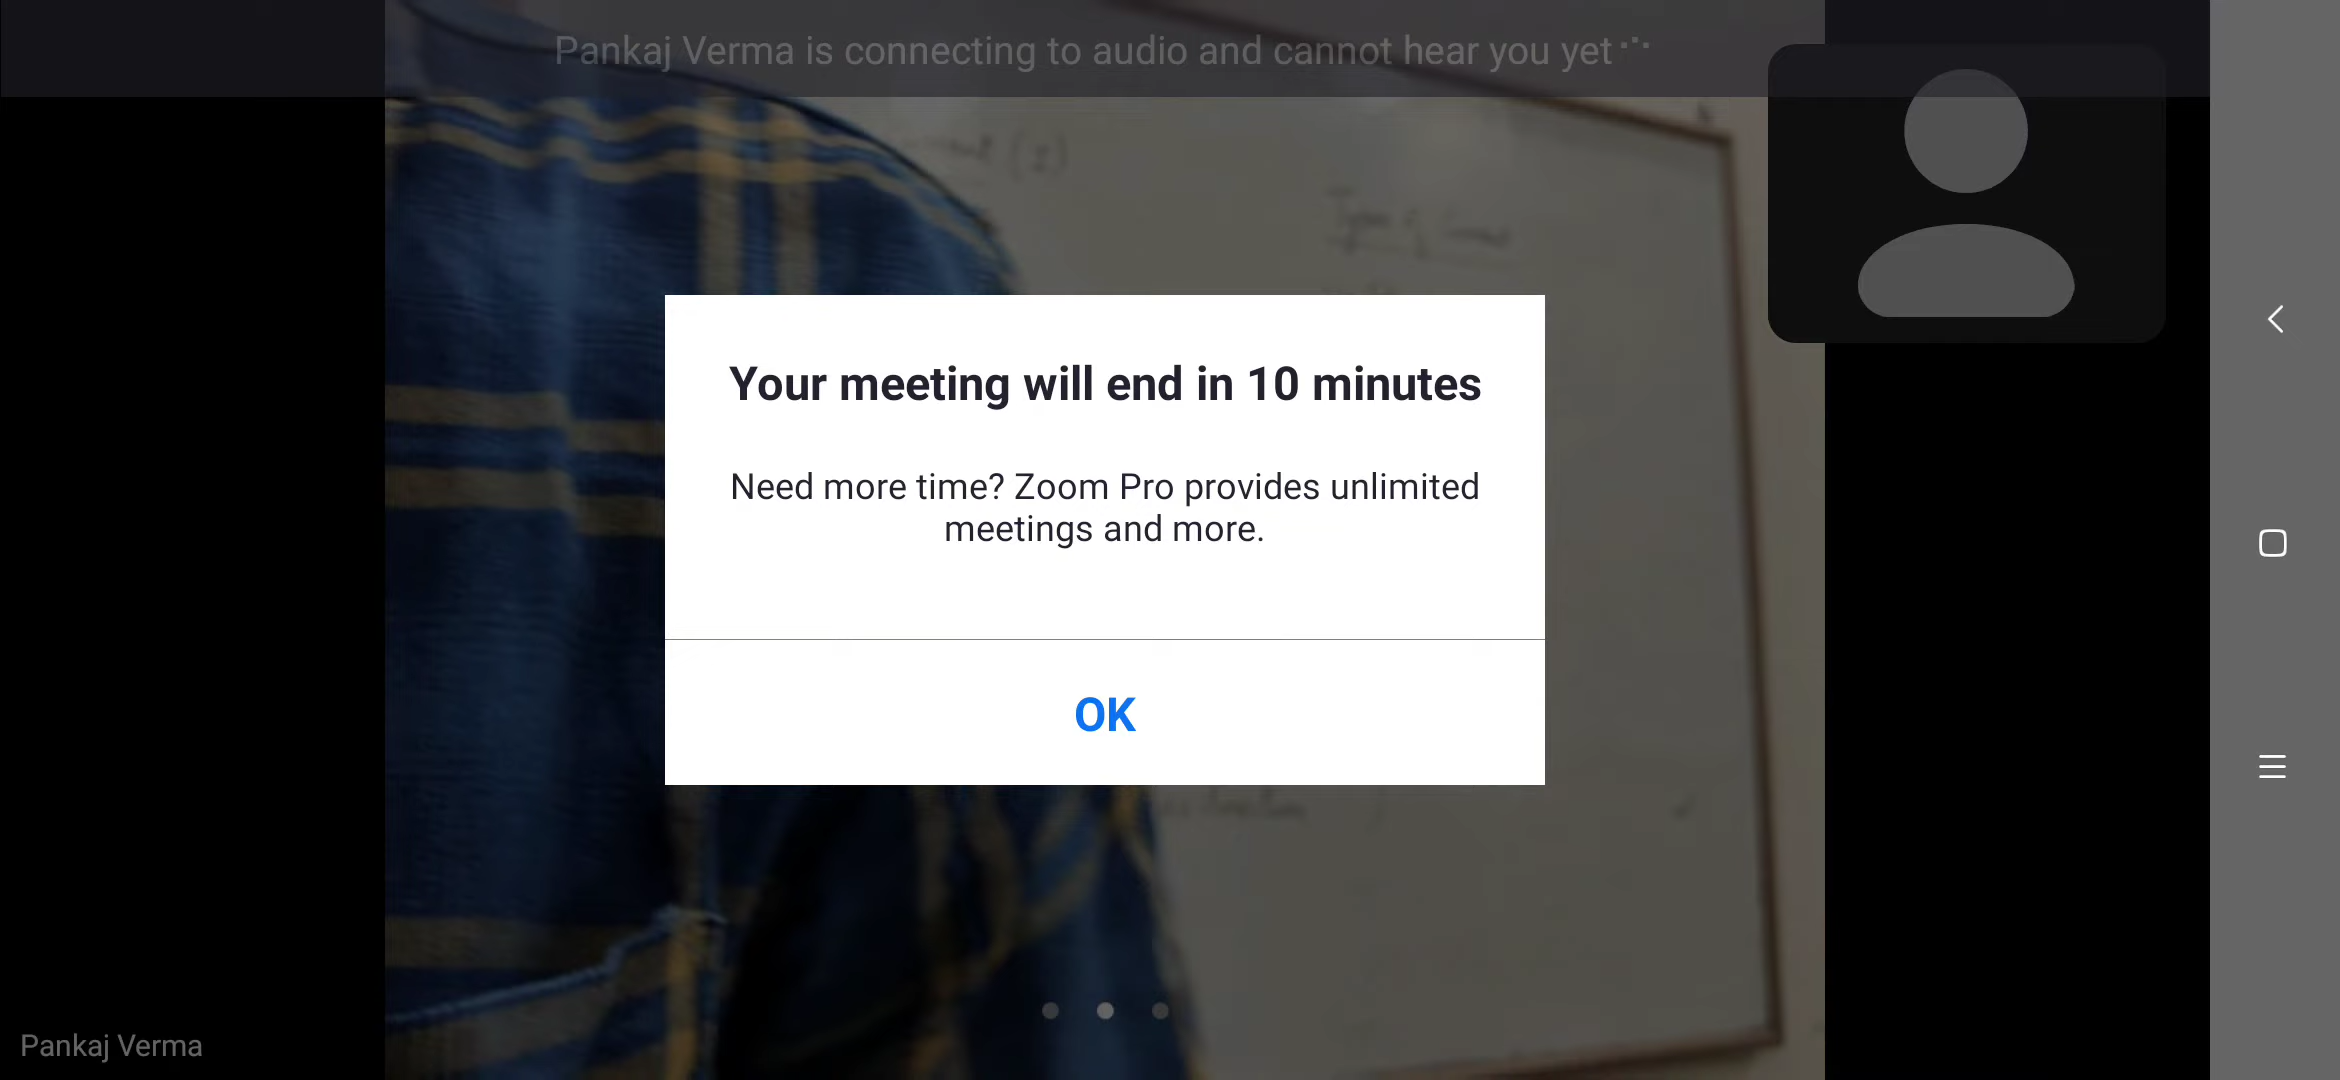 Pankaj Verma is connecting to audio and cannot hear you yet
(I)
Your meeting will end in 10 minutes
Need more time? Zoom Pro provides unlimited
meetings and more.
OK
Pankaj Verma